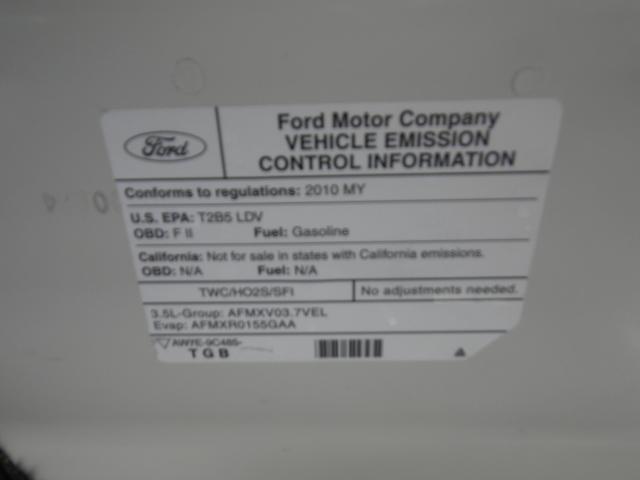 Ford
Ford Motor Company
VEHICLE EMISSION
CONTROL INFORMATION
Conforms to regulations: 2010 MY
U.S. EPA: T2B5 LDV
OBD: F II Fuel: Gasoline
California: Not for sale in states with California emissions.
OBD: N/A Fuel: N/A
TWC/HO2S/SFI
No adjustments needed.
3.5L-Group: AFMXV03.7VEL
Evap: AFMXR0155GAA
AW7E-9C485-
TGB